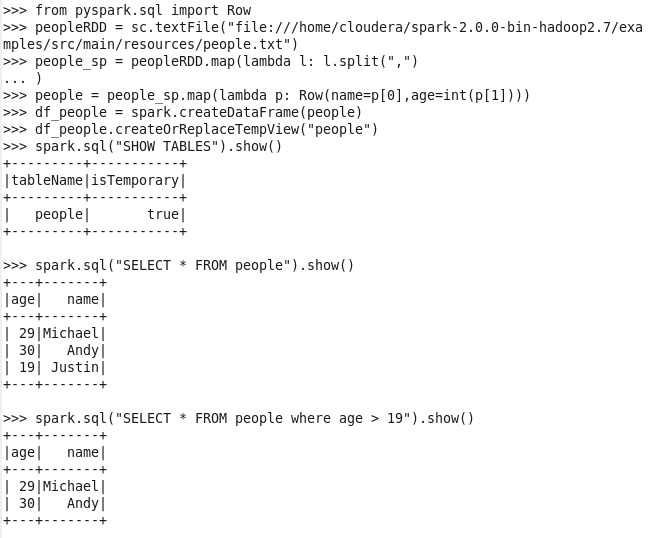 >>> from pyspark.sql import Row
>>> peopleRDD = sc.textFile("file:///home/cloudera/spark-2.0.0-bin-hadoop2.7/exa
mples/src/main/resources/people.txt")
>>> people_sp = peopleRDD.map(lambda l: l.split(",")
... )
>>> people = people_sp.map(lambda p: Row(name=p[0],age=int(p[1])))
>>> df_people = spark.createDataFrame(people)
>>> df_people.createOrReplaceTempView("people")
>>> spark.sql("SHOW TABLES").show()
+---------+-----------+
|tableName|isTemporary|
+---------+-----------+
|   people|       true|
+---------+-----------+

>>> spark.sql("SELECT * FROM people").show()
+---+-------+
|age|   name|
+---+-------+
| 29|Michael|
| 30|   Andy|
| 19| Justin|
+---+-------+

>>> spark.sql("SELECT * FROM people where age > 19").show()
+---+-------+
|age|   name|
+---+-------+
| 29|Michael|
| 30|   Andy|
+---+-------+